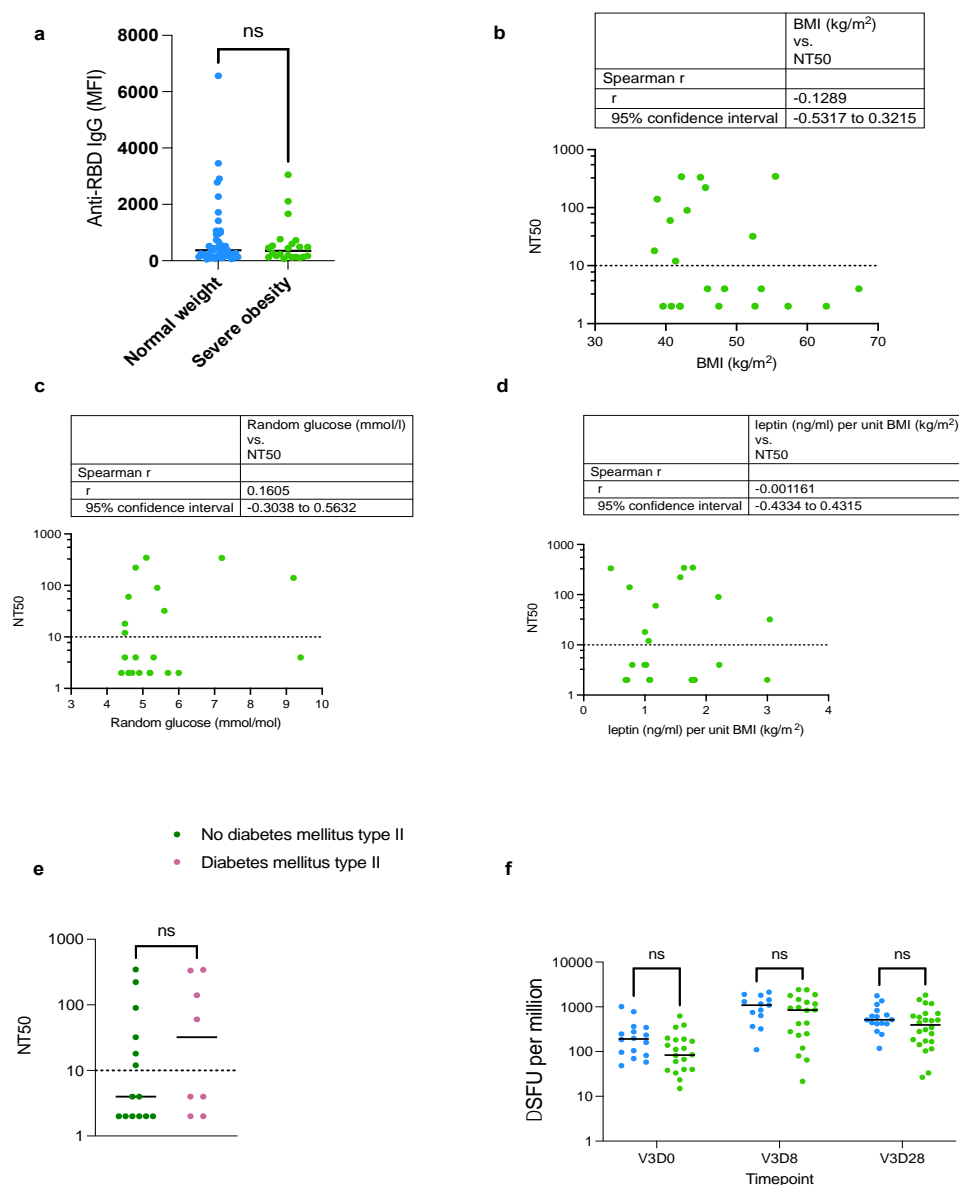 a
ns
8000
6000
4000
2000
0
Anti-RBD IgG (MFI)
Normal weight
Severe obesity
b
BMI (kg/m²)
vs.
NT50
Spearman r
r
-0.1289
95% confidence interval
-0.5317 to 0.3215
1000
100
10
1
NT50
30 40 50 60 70
BMI (kg/m²)
c
Random glucose (mmol/l)
vs.
NT50
Spearman r
r
0.1605
95% confidence interval
-0.3038 to 0.5632
1000
100
10
1
NT50
3 4 5 6 7 8 9 10
Random glucose (mmol/mol)
d
leptin (ng/ml) per unit BMI (kg/m²)
vs.
NT50
Spearman r
r
-0.001161
95% confidence interval
-0.4334 to 0.4315
1000
100
10
1
NT50
0 1 2 3 4
leptin (ng/ml) per unit BMI (kg/m²)
No diabetes mellitus type II
Diabetes mellitus type II
e
ns
1000
100
10
1
NT50
f
ns ns ns
10000
1000
100
10
1
DSFU per million
V3D0 V3D8 V3D28
Timepoint